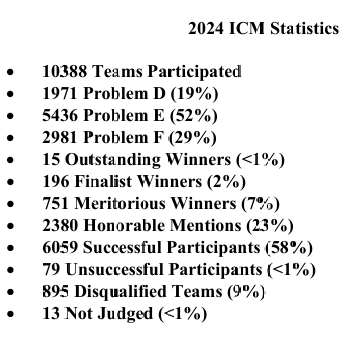 2024 ICM Statistics
• 10388 Teams Participated
• 1971 Problem D (19%)
• 5436 Problem E (52%)
• 2981 Problem F (29%)
• 15 Outstanding Winners (<1%)
• 196 Finalist Winners (2%)
• 751 Meritorious Winners (7%)
• 2380 Honorable Mentions (23%)
• 6059 Successful Participants (58%)
• 79 Unsuccessful Participants (<1%)
• 895 Disqualified Teams (9%)
• 13 Not Judged (<1%)